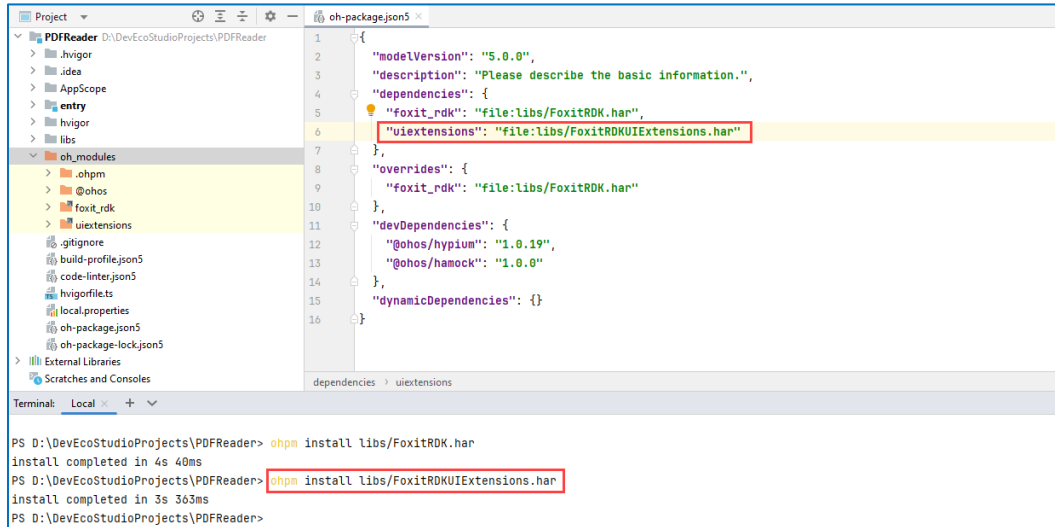 Project
PDFReader D:\DevEcoStudioProjects\PDFReader
.hvigor
.idea
AppScope
entry
hvigor
libs
oh_modules
.ohpm
@ohos
foxit_rdk
uiextensions
.gitignore
build-profile.json5
code-linter.json5
hvigorfile.ts
local.properties
oh-package.json5
oh-package-lock.json5
External Libraries
Scratches and Consoles
oh-package.json5
1 {
2 "modelVersion": "5.0.0",
3 "description": "Please describe the basic information.",
4 "dependencies": {
5 "foxit_rdk": "file:libs/FoxitRDK.har",
6 "uiextensions": "file:libs/FoxitRDKUIExtensions.har"
7 },
8 "overrides": {
9 "foxit_rdk": "file:libs/FoxitRDK.har"
10 },
11 "devDependencies": {
12 "@ohos/hypium": "1.0.19",
13 "@ohos/hamock": "1.0.0"
14 },
15 "dynamicDependencies": {}
16 }
dependencies > uiextensions
Terminal: Local × +
PS D:\DevEcoStudioProjects\PDFReader> ohpm install libs/FoxitRDK.har
install completed in 4s 40ms
PS D:\DevEcoStudioProjects\PDFReader> ohpm install libs/FoxitRDKUIExtensions.har
install completed in 3s 363ms
PS D:\DevEcoStudioProjects\PDFReader>